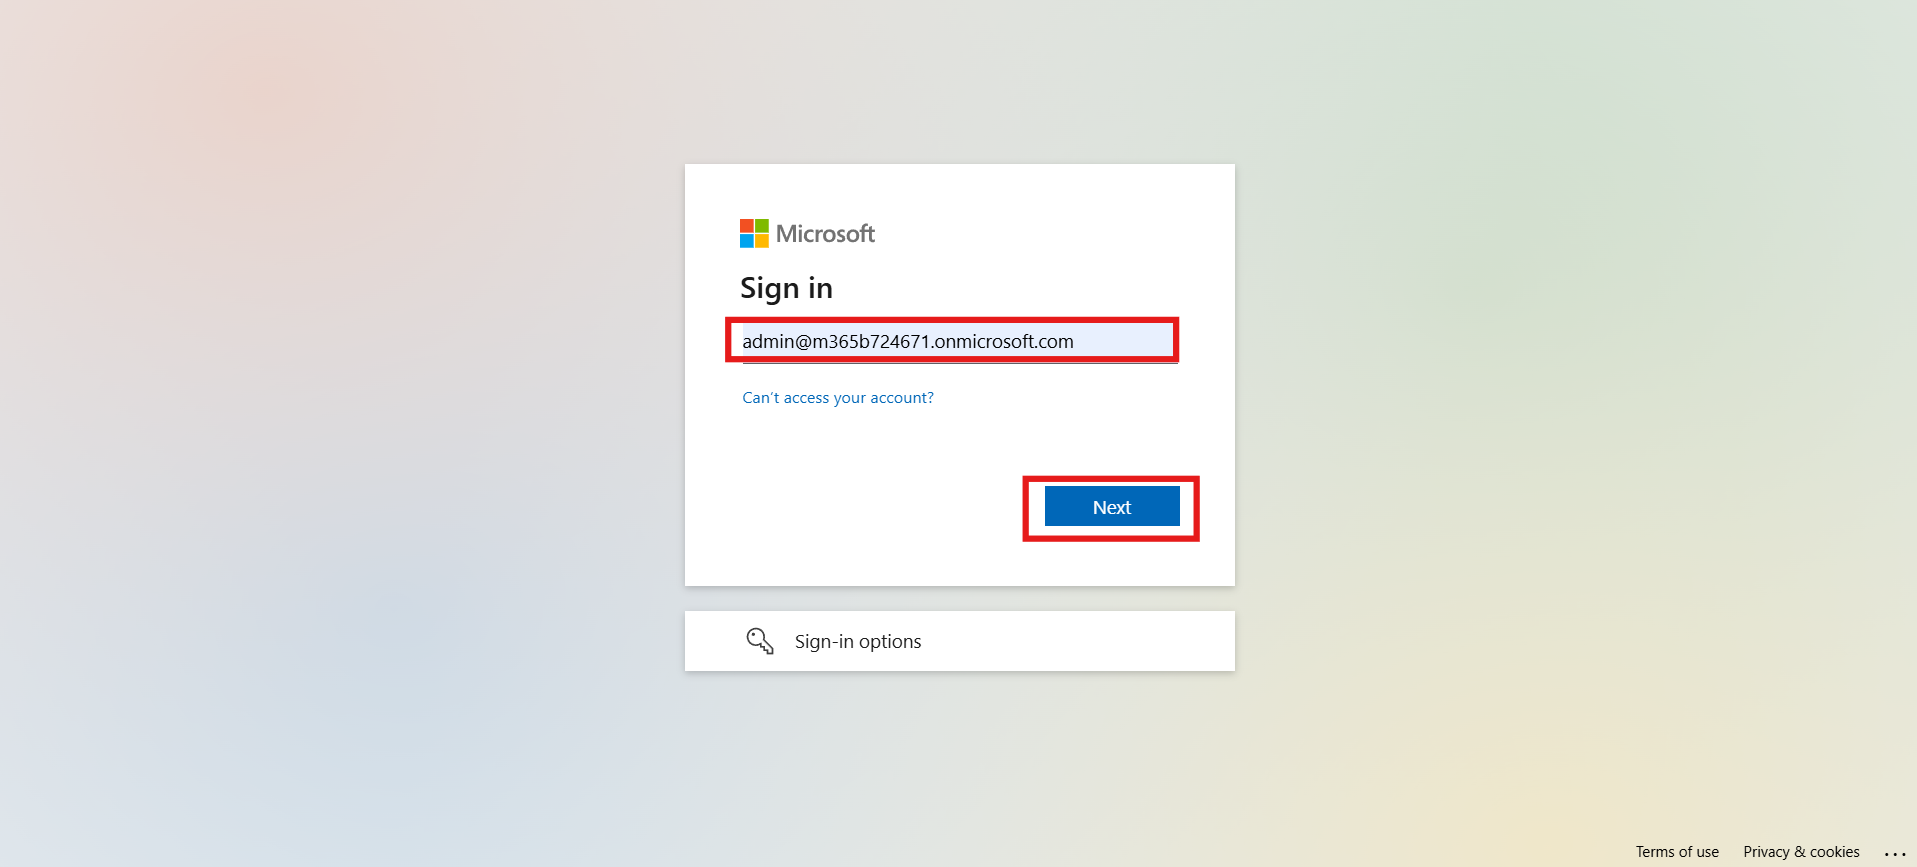 Microsoft
Sign in
admin@m365b724671.onmicrosoft.com
Can't access your account?
Next
Sign-in options
Terms of use Privacy & cookies ...